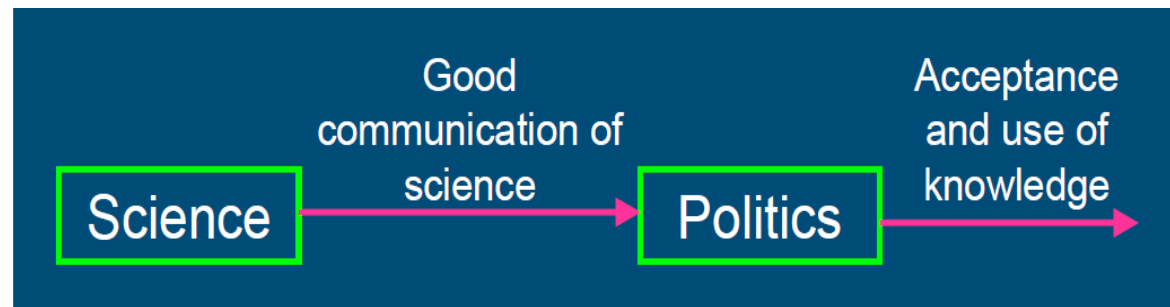 Science
Good
communication of
science
Politics
Acceptance
and use of
knowledge